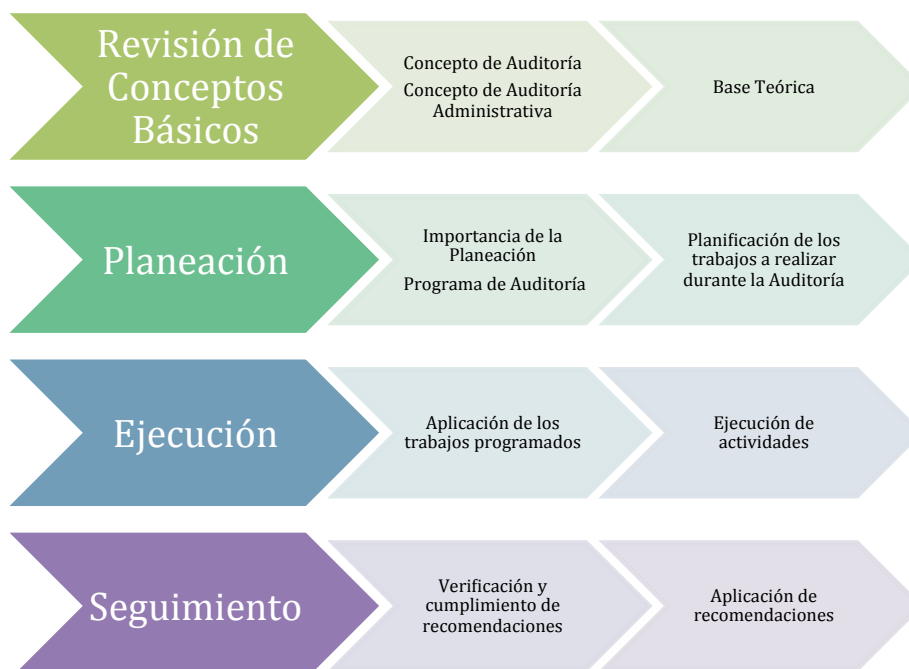 Revisión de
Conceptos
Básicos
Concepto de Auditoría
Concepto de Auditoría
Administrativa
Base Teórica
Planeación
Importancia de la
Planeación
Programa de Auditoría
Planificación de los
trabajos a realizar
durante la Auditoría
Ejecución
Aplicación de los
trabajos programados
Ejecución de
actividades
Seguimiento
Verificación y
cumplimiento de
recomendaciones
Aplicación de
recomendaciones